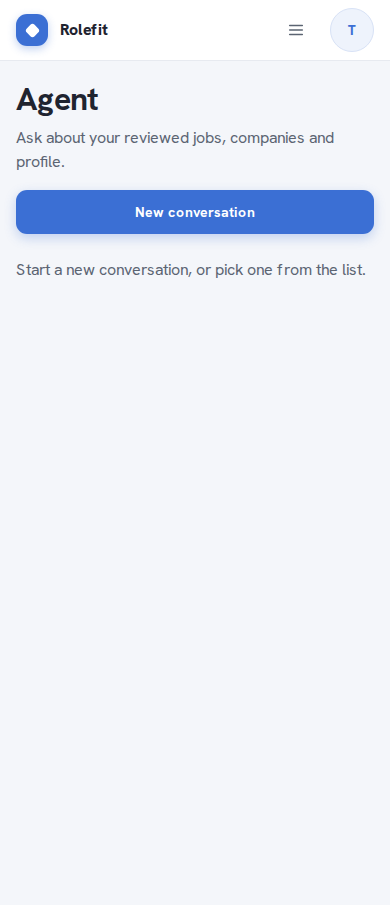 Rolefit
T
Agent
Ask about your reviewed jobs, companies and
profile.
New conversation
Start a new conversation, or pick one from the list.